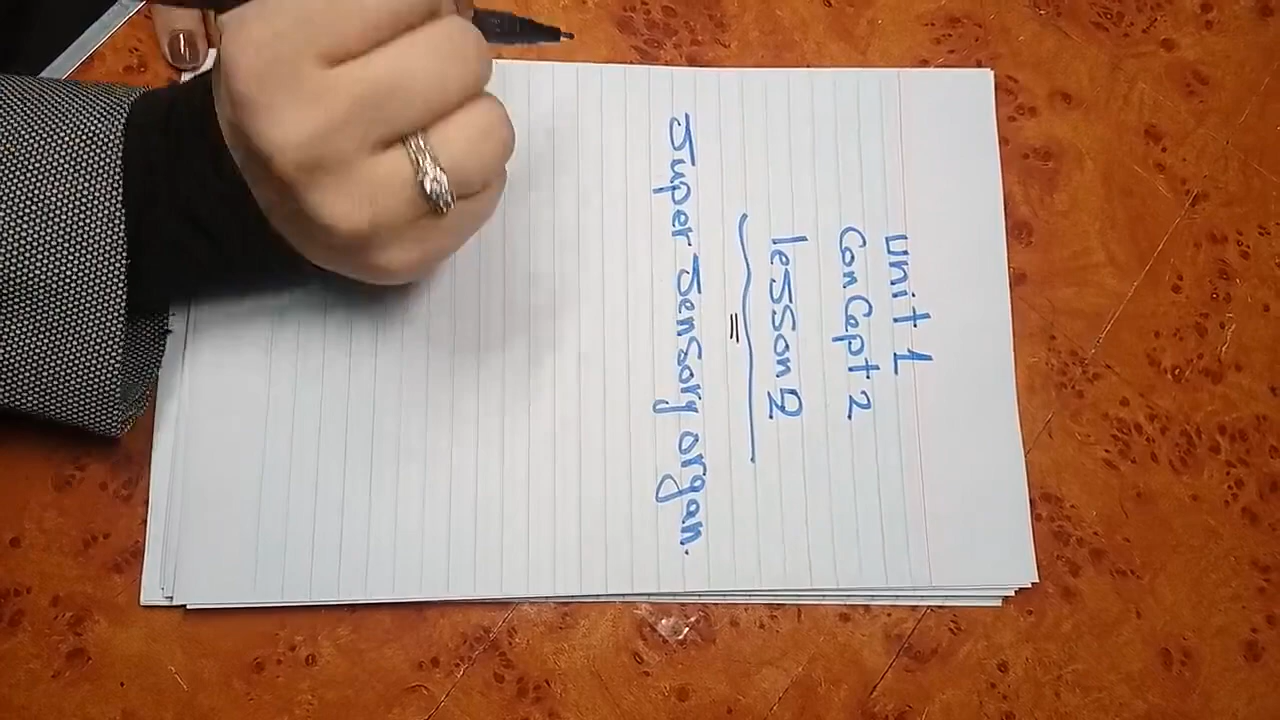 Unit 1
Concept 2
lesson 2
=
Super Sensory organ.